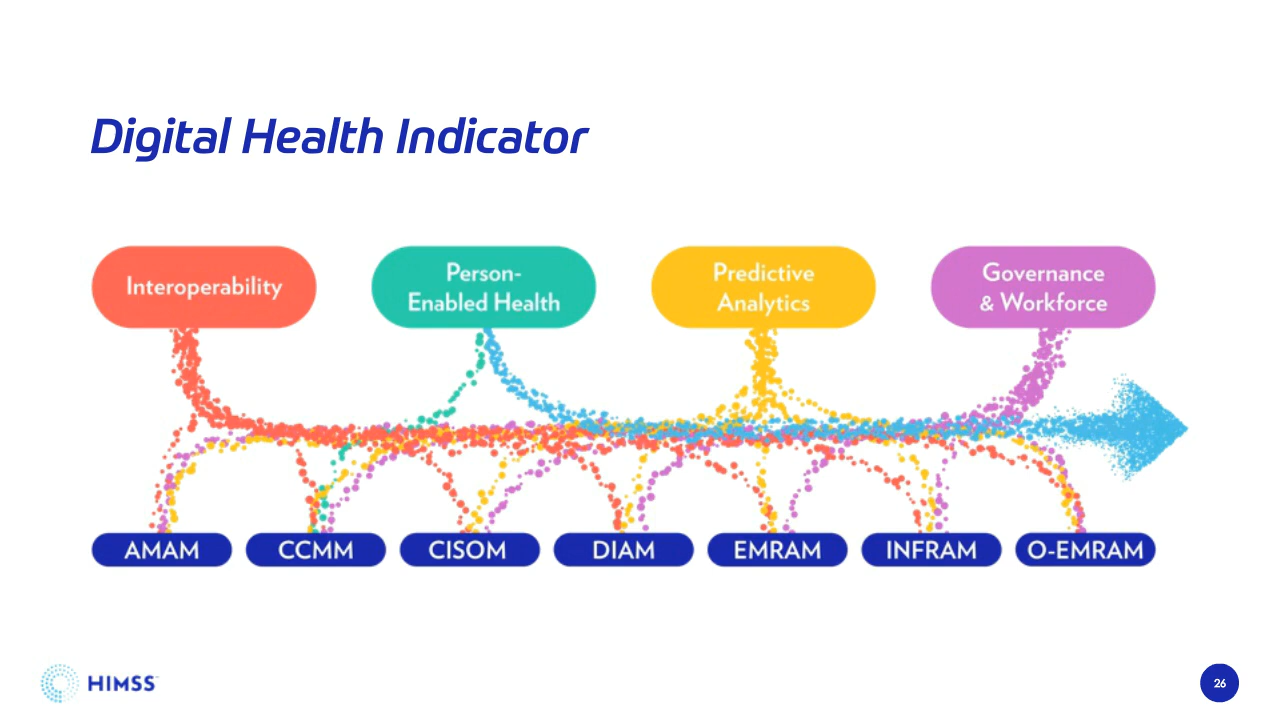 Digital Health Indicator
Interoperability
Person-
Enabled Health
Predictive
Analytics
Governance
& Workforce
AMAM
CCMM
CISOM
DIAM
EMRAM
INFRAM
O-EMRAM
HIMSS
26